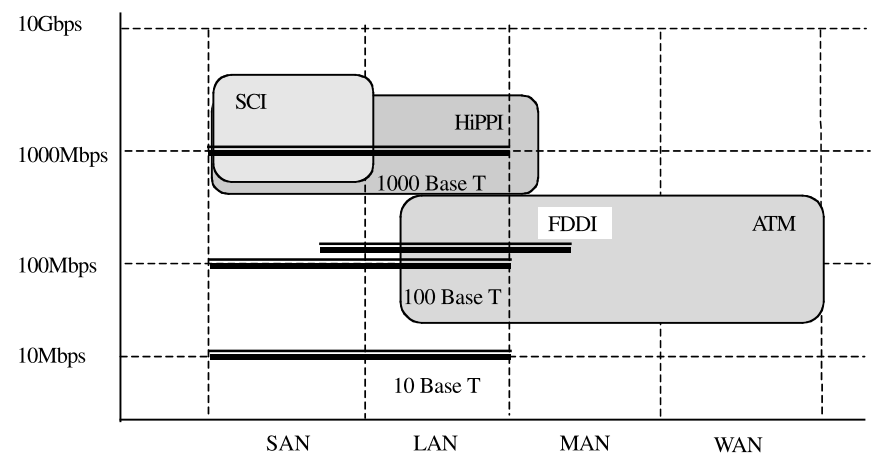 10Gbps
SCI
HiPPI
1000Mbps
1000 Base T
FDDI
ATM
100Mbps
100 Base T
10Mbps
10 Base T
SAN LAN MAN WAN